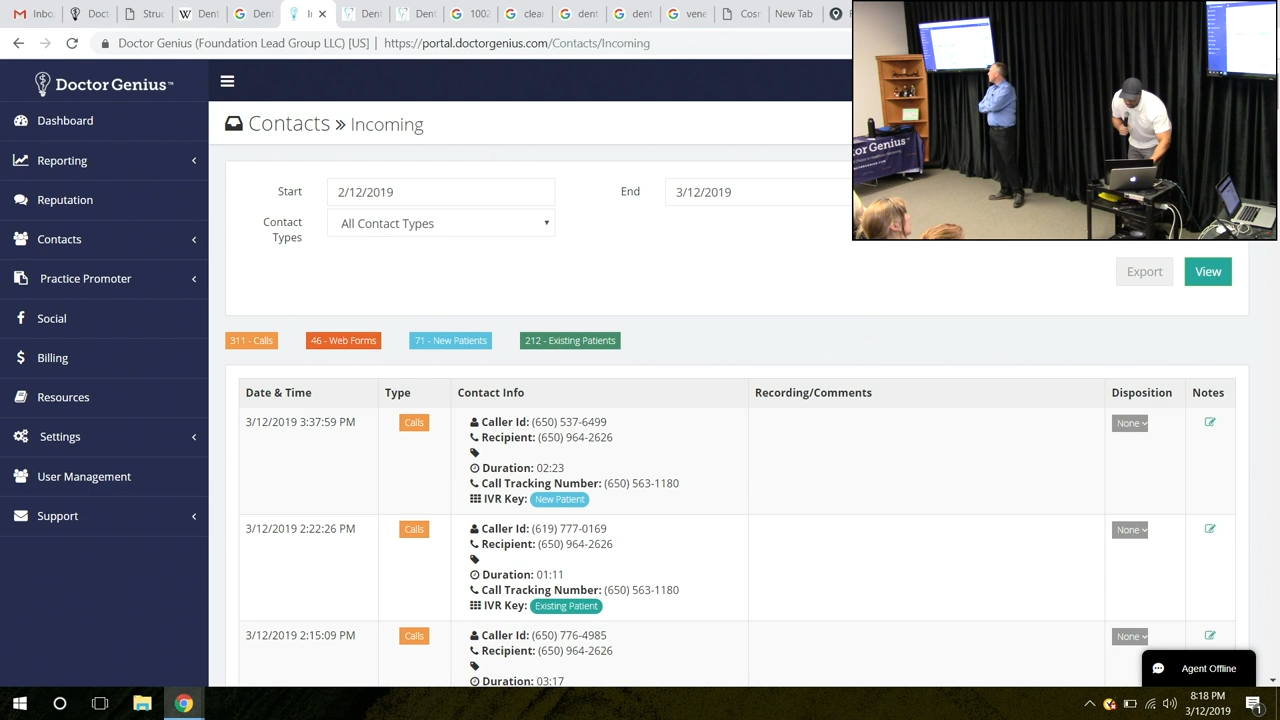 Inbox
Doct
Stru
Dent
Dent
In
Dent
Dent
dent
dent
vene
Cost
New Tab
Doctor Genius (Foundation Lead Group LLC) [US] | https://portal.doctorgenius.com/Contacts/Incoming
Doctor Genius™
Dashboard
Reporting
Reputation
Contacts
Practice Promoter
Social
Billing
Resources
Settings
User Management
Support
Contacts » Incoming
Start
2/12/2019
End
3/12/2019
Contact Types
All Contact Types
Export
View
311 - Calls
46 - Web Forms
71 - New Patients
212 - Existing Patients
Date & Time
Type
Contact Info
Recording/Comments
Disposition
Notes
3/12/2019 3:37:59 PM
Calls
Caller Id: (650) 537-6499
Recipient: (650) 964-2626
Duration: 02:23
Call Tracking Number: (650) 563-1180
IVR Key: New Patient
None
3/12/2019 2:22:26 PM
Calls
Caller Id: (619) 777-0169
Recipient: (650) 964-2626
Duration: 01:11
Call Tracking Number: (650) 563-1180
IVR Key: Existing Patient
None
3/12/2019 2:15:09 PM
Calls
Caller Id: (650) 776-4985
Recipient: (650) 964-2626
Duration: 03:17
None
Agent Offline
8:18 PM
3/12/2019
1